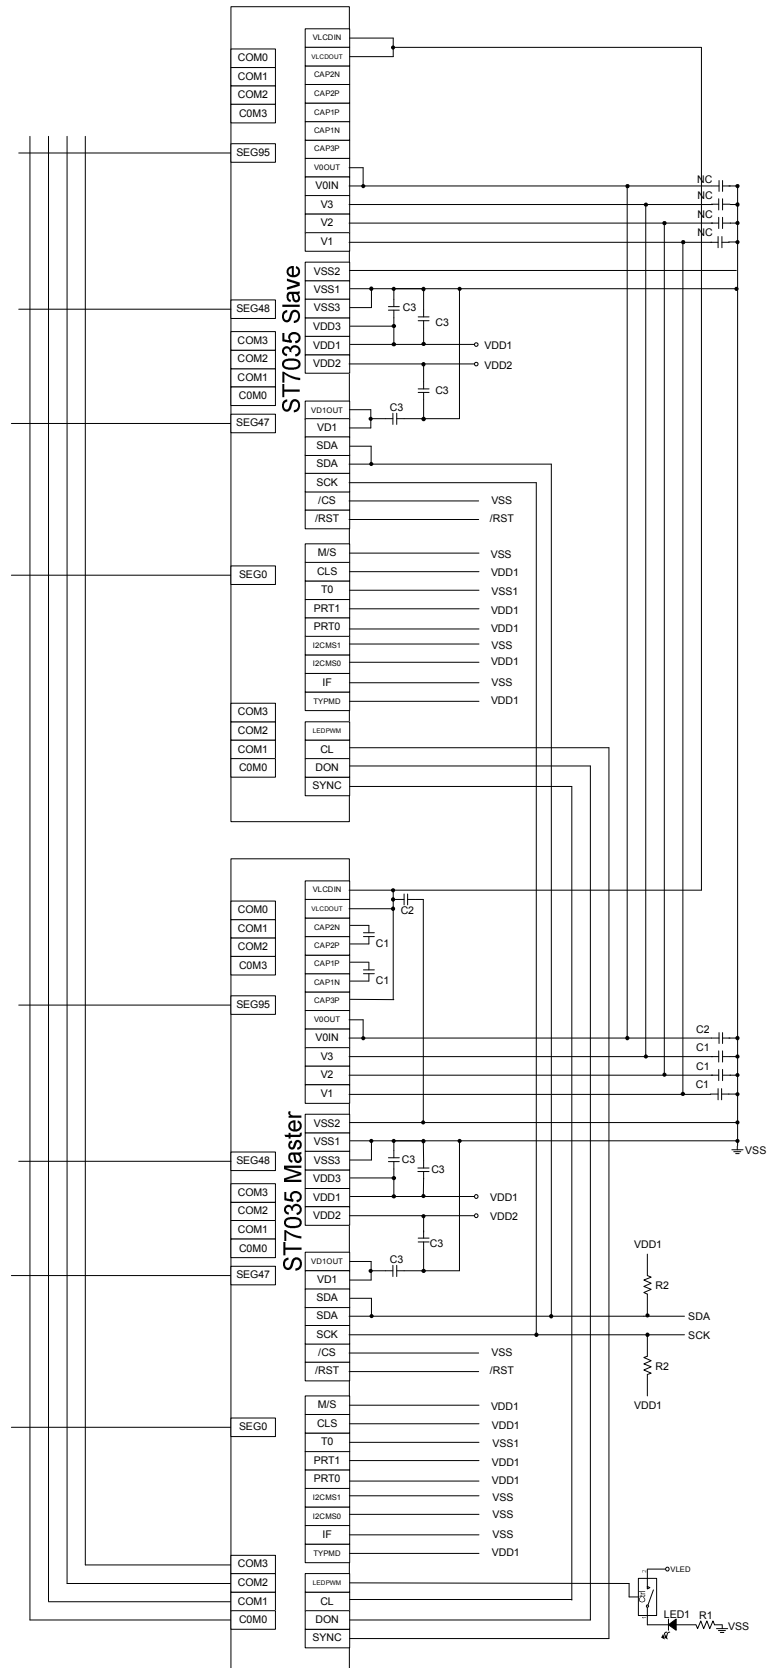 VLCDIN
VLCDOUT
COM0
CAP2N
COM1
CAP2P
COM2
CAP1P
C0M3
CAP1N
CAP3P
SEG95
V0OUT
V0IN
NC
V3
NC
V2
NC
V1
NC
ST7035 Slave
VSS2
VSS1
VSS3
C3
C3
SEG48
VDD3
COM3
VDD1
VDD1
COM2
VDD2
VDD2
COM1
C0M0
C3
VD1OUT
C3
SEG47
VD1
SDA
SDA
SCK
/CS
VSS
/RST
/RST
M/S
VSS
SEG0
CLS
VDD1
T0
VSS1
PRT1
VDD1
PRT0
VDD1
I2CMS1
VSS
I2CMS0
VDD1
IF
VSS
TYPMD
VDD1
COM3
COM2
LEDPWM
COM1
CL
C0M0
DON
SYNC
VLCDIN
COM0
VLCDOUT
C2
COM1
CAP2N
COM2
CAP2P
C1
C0M3
CAP1P
CAP1N
C1
CAP3P
SEG95
V0OUT
V0IN
C2
V3
C1
V2
C1
V1
C1
ST7035 Master
VSS2
VSS1
VSS
SEG48
VSS3
C3
C3
VDD3
COM3
VDD1
VDD1
COM2
VDD2
VDD2
COM1
C0M0
C3
VDD1
VD1OUT
C3
SEG47
VD1
R2
SDA
SDA
SDA
SCK
SCK
/CS
VSS
R2
/RST
/RST
VDD1
M/S
VDD1
SEG0
CLS
VDD1
T0
VSS1
PRT1
VDD1
PRT0
VDD1
I2CMS1
VSS
I2CMS0
VSS
IF
VSS
TYPMD
VDD1
COM3
VLED
COM2
LEDPWM
Ctrl
COM1
CL
C0M0
DON
LED1
R1
VSS
SYNC